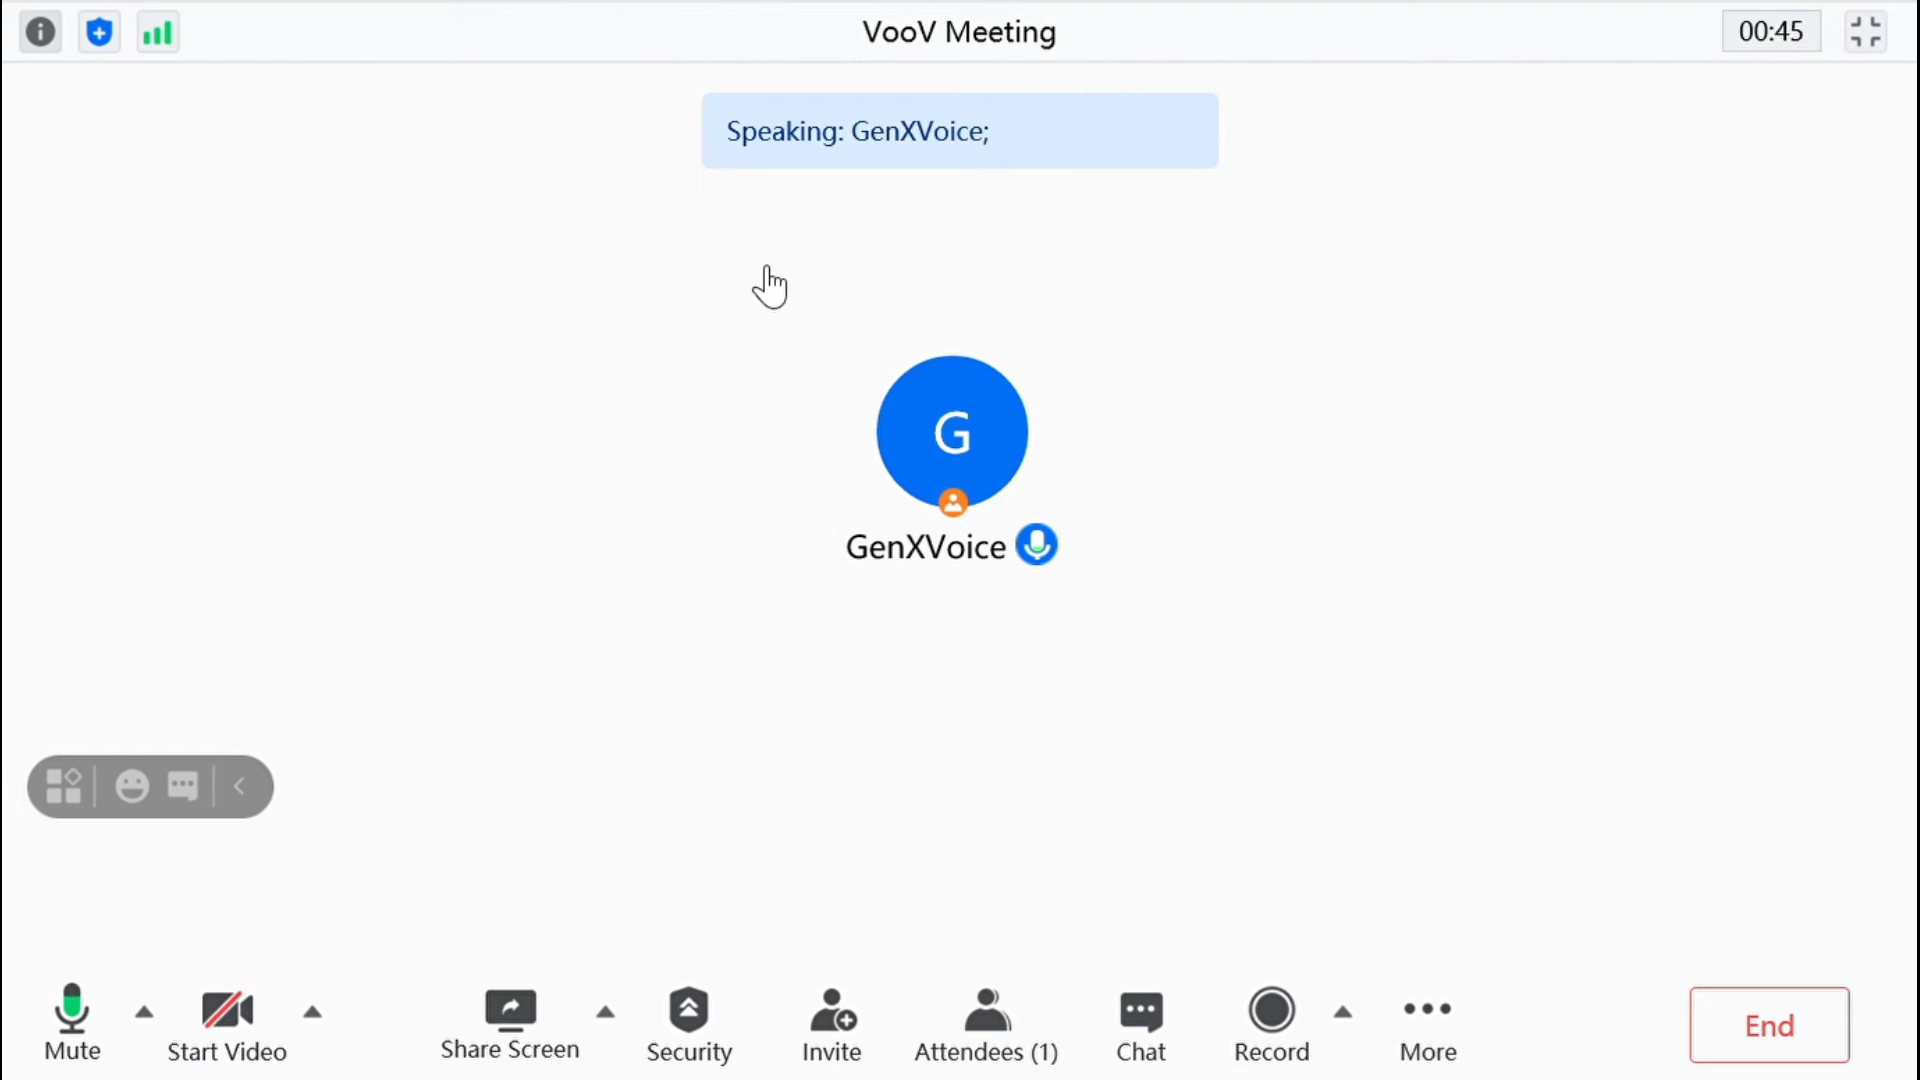 VooV Meeting
00:45
Speaking: GenXVoice;
G
GenXVoice
Mute
Start Video
Share Screen
Security
Invite
Attendees (1)
Chat
Record
More
End